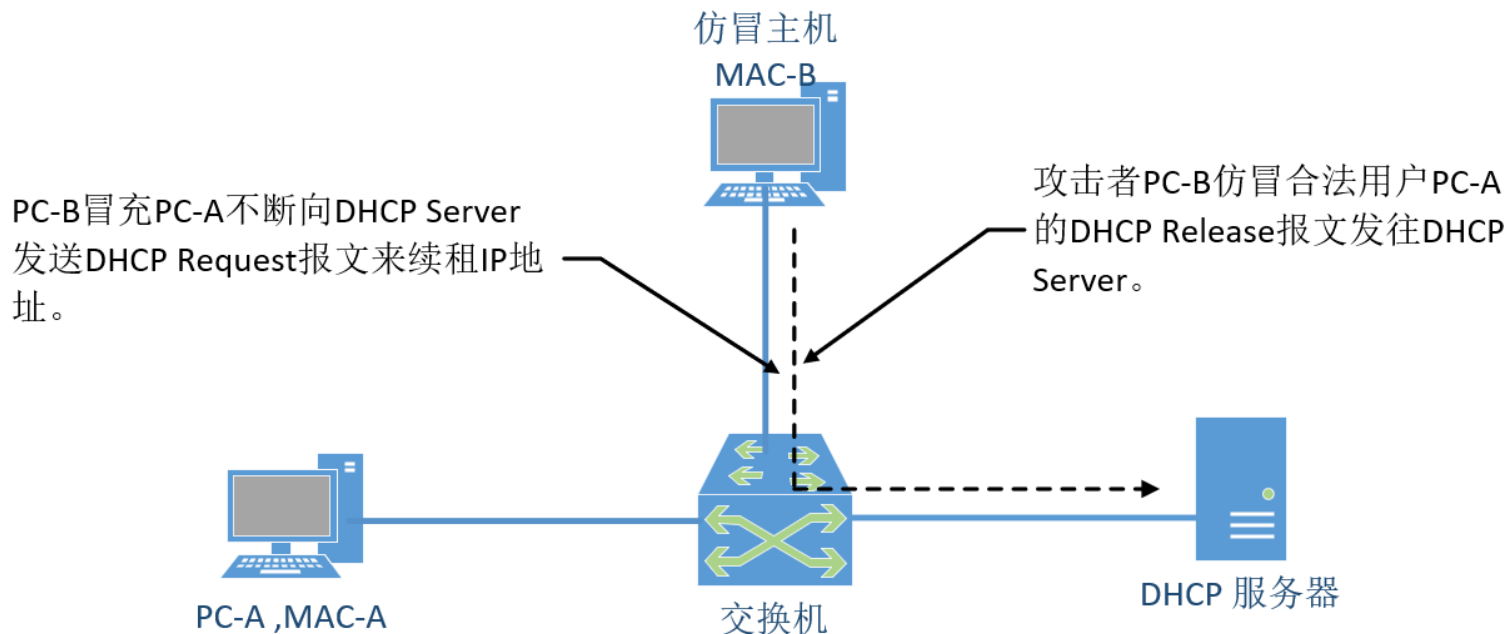 仿冒主机
MAC-B
PC-B冒充PC-A不断向DHCP Server
发送DHCP Request报文来续租IP地
址。
攻击者PC-B仿冒合法用户PC-A
的DHCP Release报文发往DHCP
Server。
PC-A ,MAC-A
交换机
DHCP 服务器